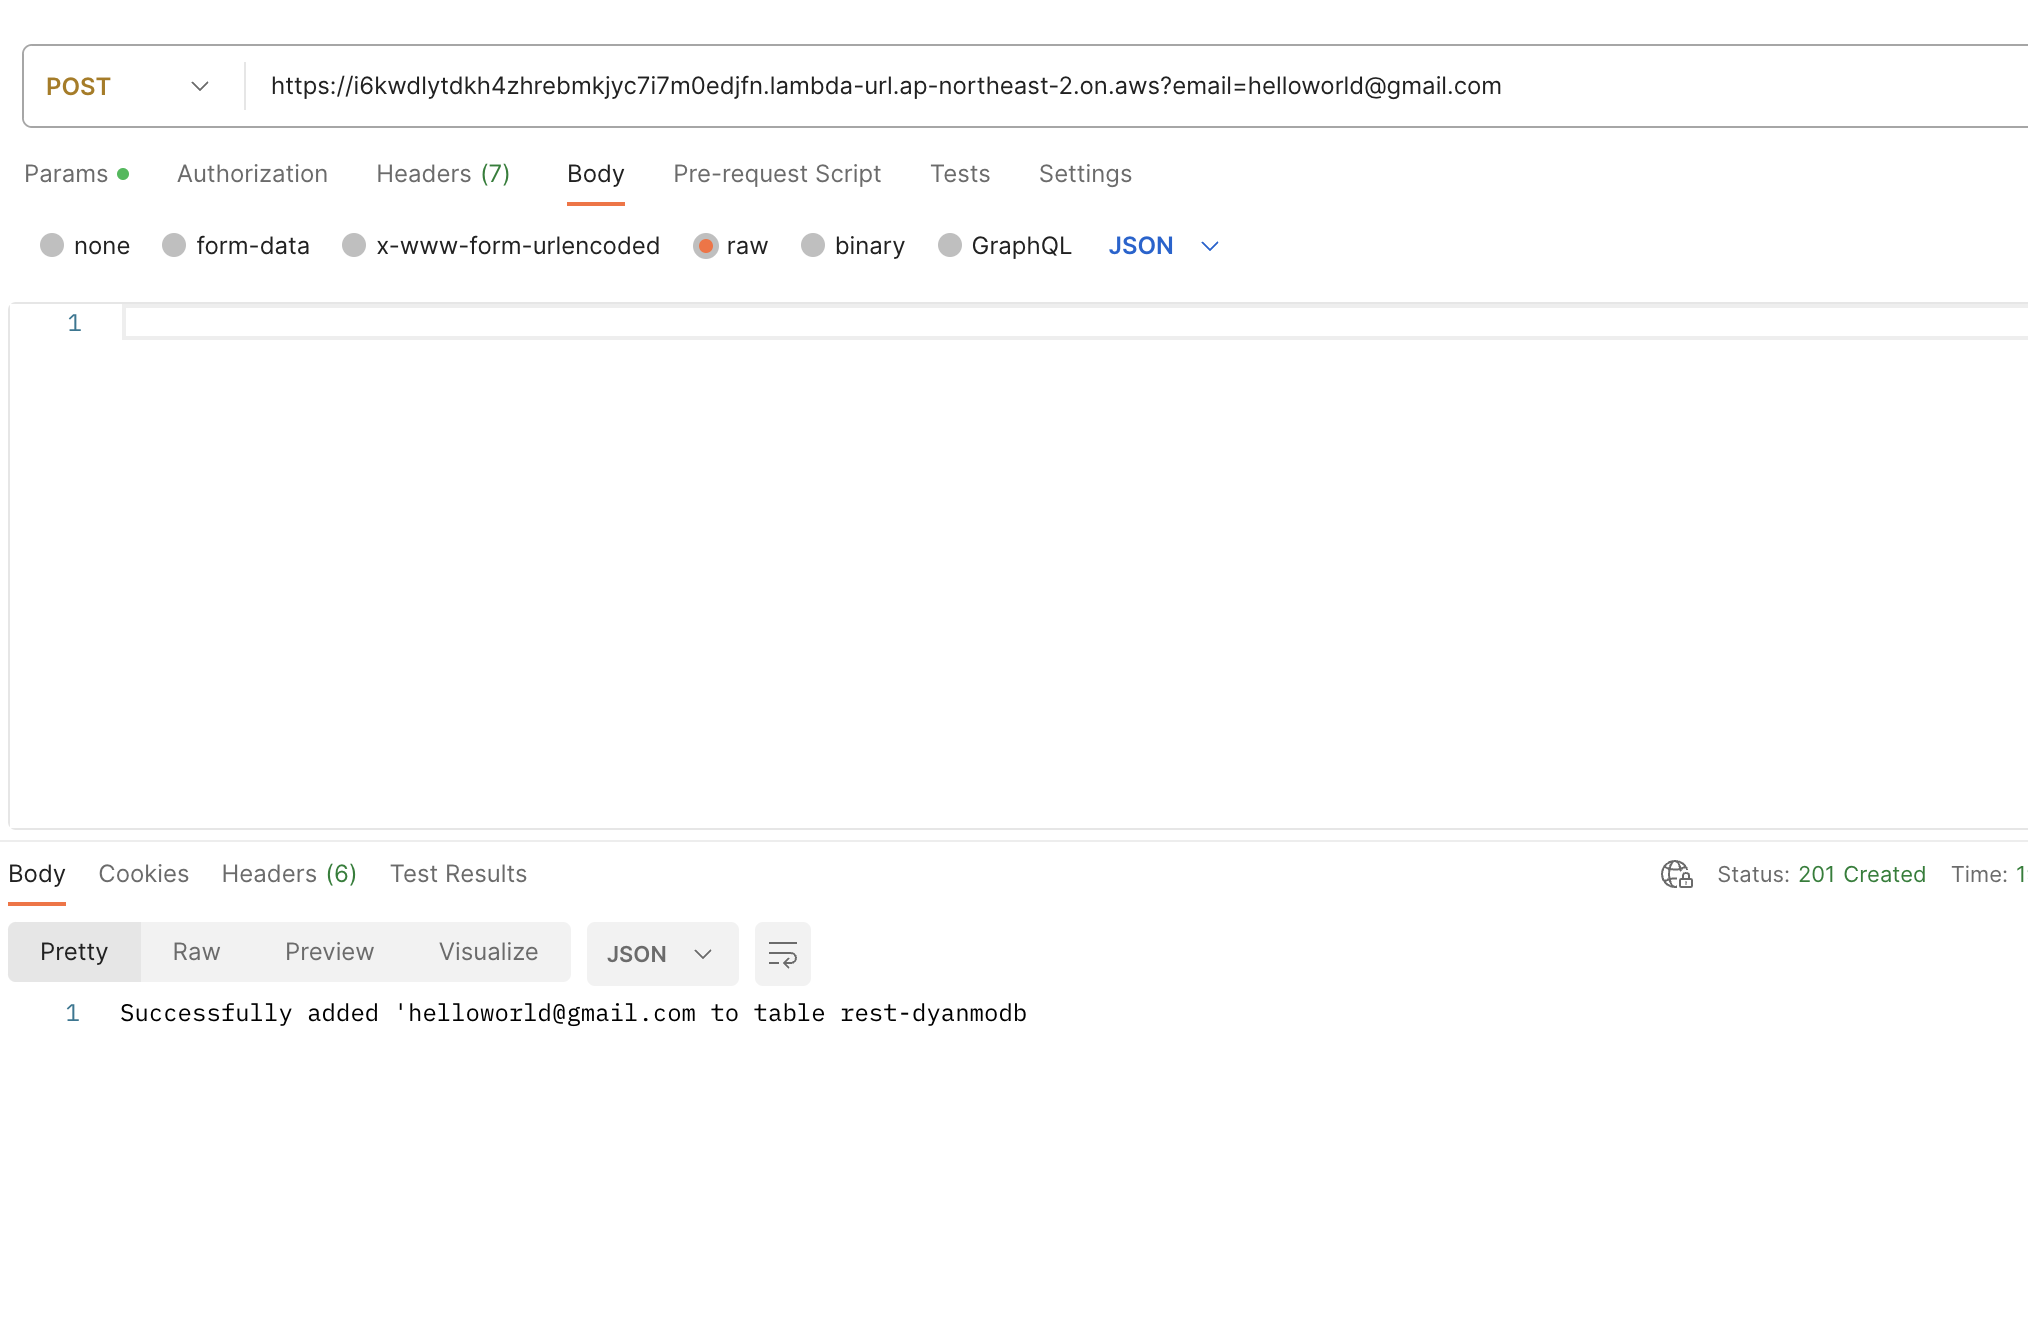 POST https://i6kwdlytdkh4zhrebmkjyc7i7m0edjfn.lambda-url.ap-northeast-2.on.aws?email=helloworld@gmail.com
Params Authorization Headers (7) Body Pre-request Script Tests Settings
none form-data x-www-form-urlencoded raw binary GraphQL JSON
1
Body Cookies Headers (6) Test Results Status: 201 Created Time:
Pretty Raw Preview Visualize JSON
1 Successfully added 'helloworld@gmail.com to table rest-dyanmodb